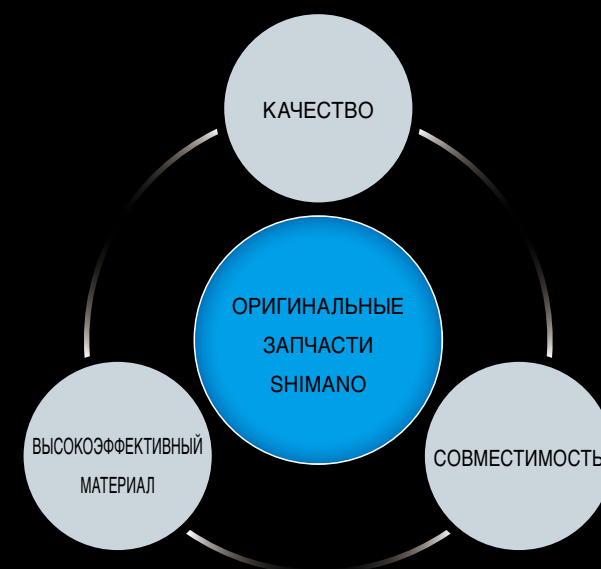 КАЧЕСТВО
ОРИГИНАЛЬНЫЕ
ЗАПЧАСТИ
SHIMANO
ВЫСОКОЭФФЕКТИВНЫЙ
МАТЕРИАЛ
СОВМЕСТИМОСТЬ